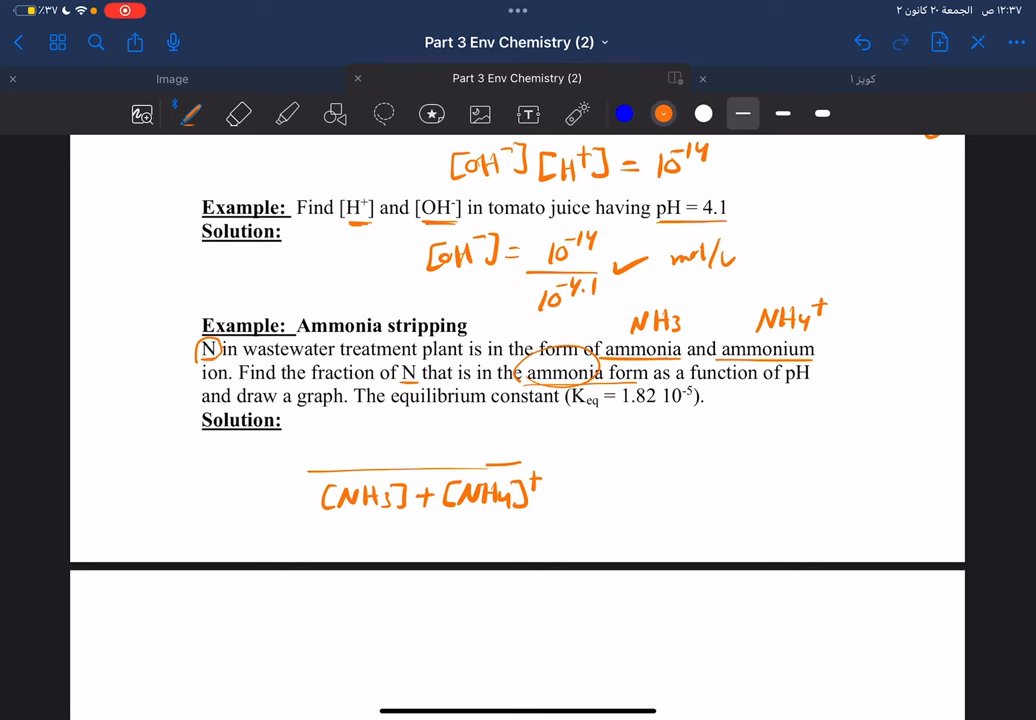 ٪٣٧ ١٢:٣٧ ص الجمعة ٢٠ كانون ٢
Part 3 Env Chemistry (2)
Image Part 3 Env Chemistry (2) كويز ١
[OH⁻] [H⁺] = 10⁻¹⁴
Example: Find [H⁺] and [OH⁻] in tomato juice having pH = 4.1
Solution:
[OH⁻] = 10⁻¹⁴ / 10⁻⁴·¹ ✓ mol/L
Example: Ammonia stripping
NH3 NH4⁺
N in wastewater treatment plant is in the form of ammonia and ammonium
ion. Find the fraction of N that is in the ammonia form as a function of pH
and draw a graph. The equilibrium constant (Keq = 1.82 10⁻⁵).
Solution:
[NH3] + [NH4]⁺